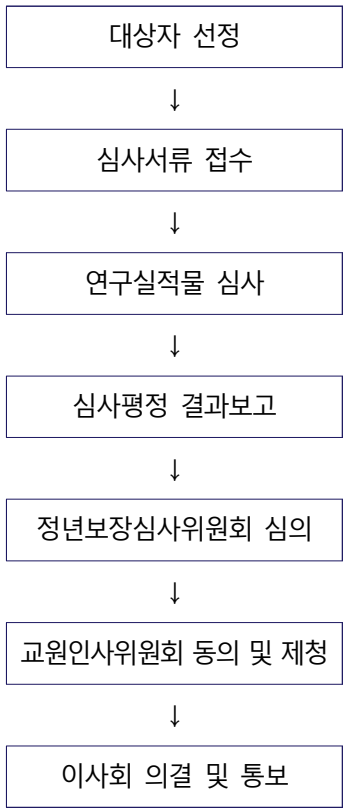 대상자 선정
↓
심사서류 접수
↓
연구실적물 심사
↓
심사평정 결과보고
↓
정년보장심사위원회 심의
↓
교원인사위원회 동의 및 제청
↓
이사회 의결 및 통보